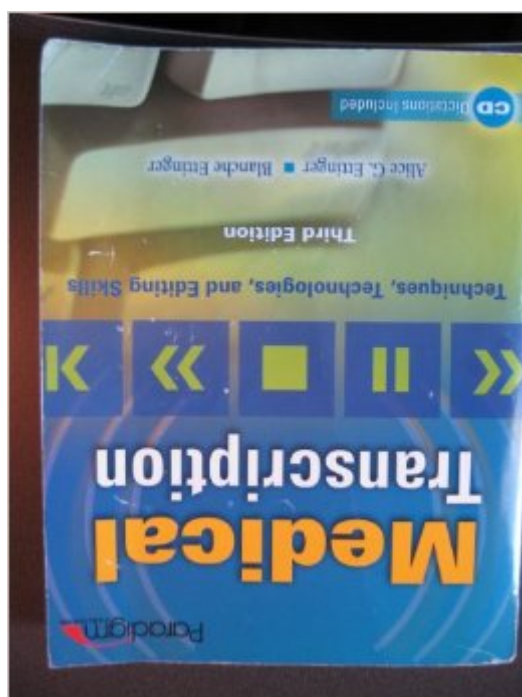 Paradigm
Medical
Transcription
Techniques, Technologies, and Editing Skills
Third Edition
Alice G. Ettinger ■ Blanche Ettinger
CD Dictations Included